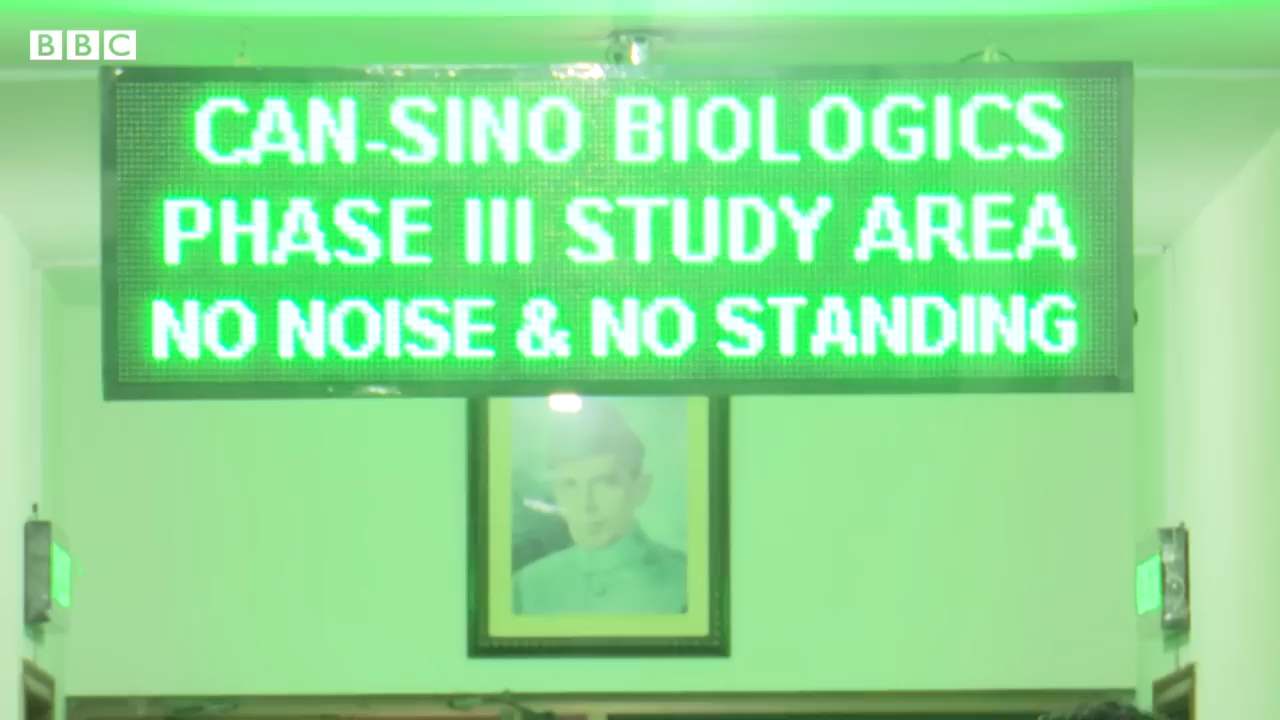 BBC
CAN-SINO BIOLOGICS
PHASE III STUDY AREA
NO NOISE & NO STANDING